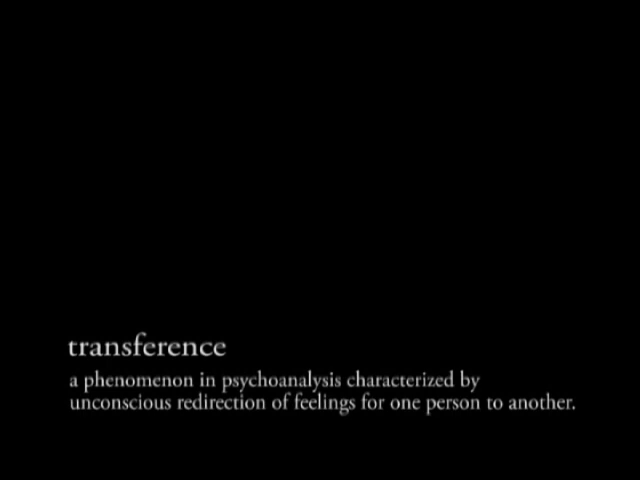 transference
a phenomenon in psychoanalysis characterized by
unconscious redirection of feelings for one person to another.